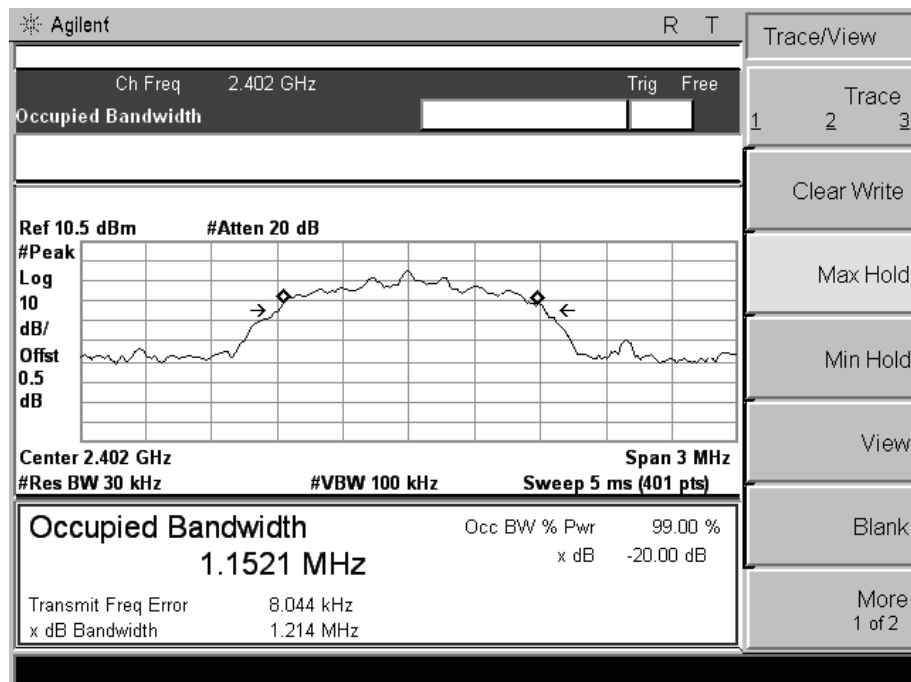 Agilent R T
Ch Freq 2.402 GHz Trig Free
Occupied Bandwidth
Ref 10.5 dBm #Atten 20 dB
#Peak
Log
10
dB/
Offst
0.5
dB
Center 2.402 GHz Span 3 MHz
#Res BW 30 kHz #VBW 100 kHz Sweep 5 ms (401 pts)
Occupied Bandwidth
1.1521 MHz
Occ BW % Pwr 99.00 %
x dB -20.00 dB
Transmit Freq Error 8.044 kHz
x dB Bandwidth 1.214 MHz
Trace/View
Trace
1 2 3
Clear Write
Max Hold
Min Hold
View
Blank
More
1 of 2